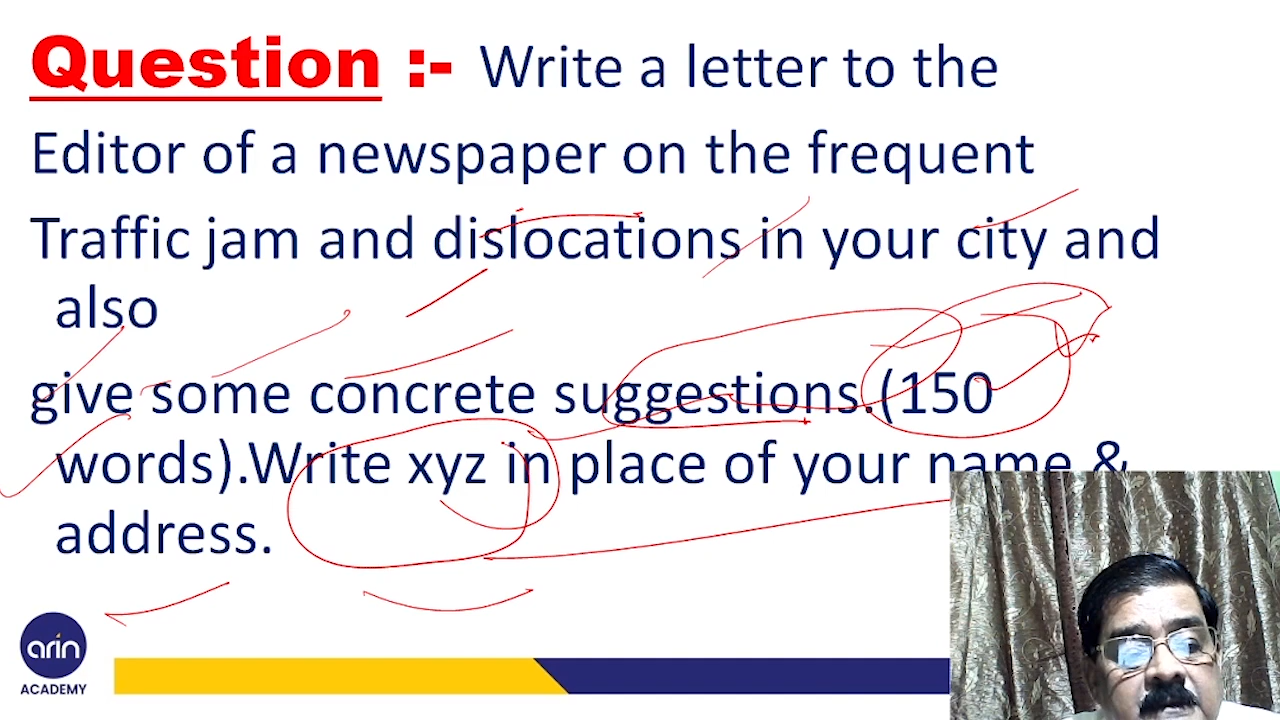 Question :- Write a letter to the
Editor of a newspaper on the frequent
Traffic jam and dislocations in your city and
also
give some concrete suggestions.(150
words).Write xyz in place of your name &
address.
arin
ACADEMY